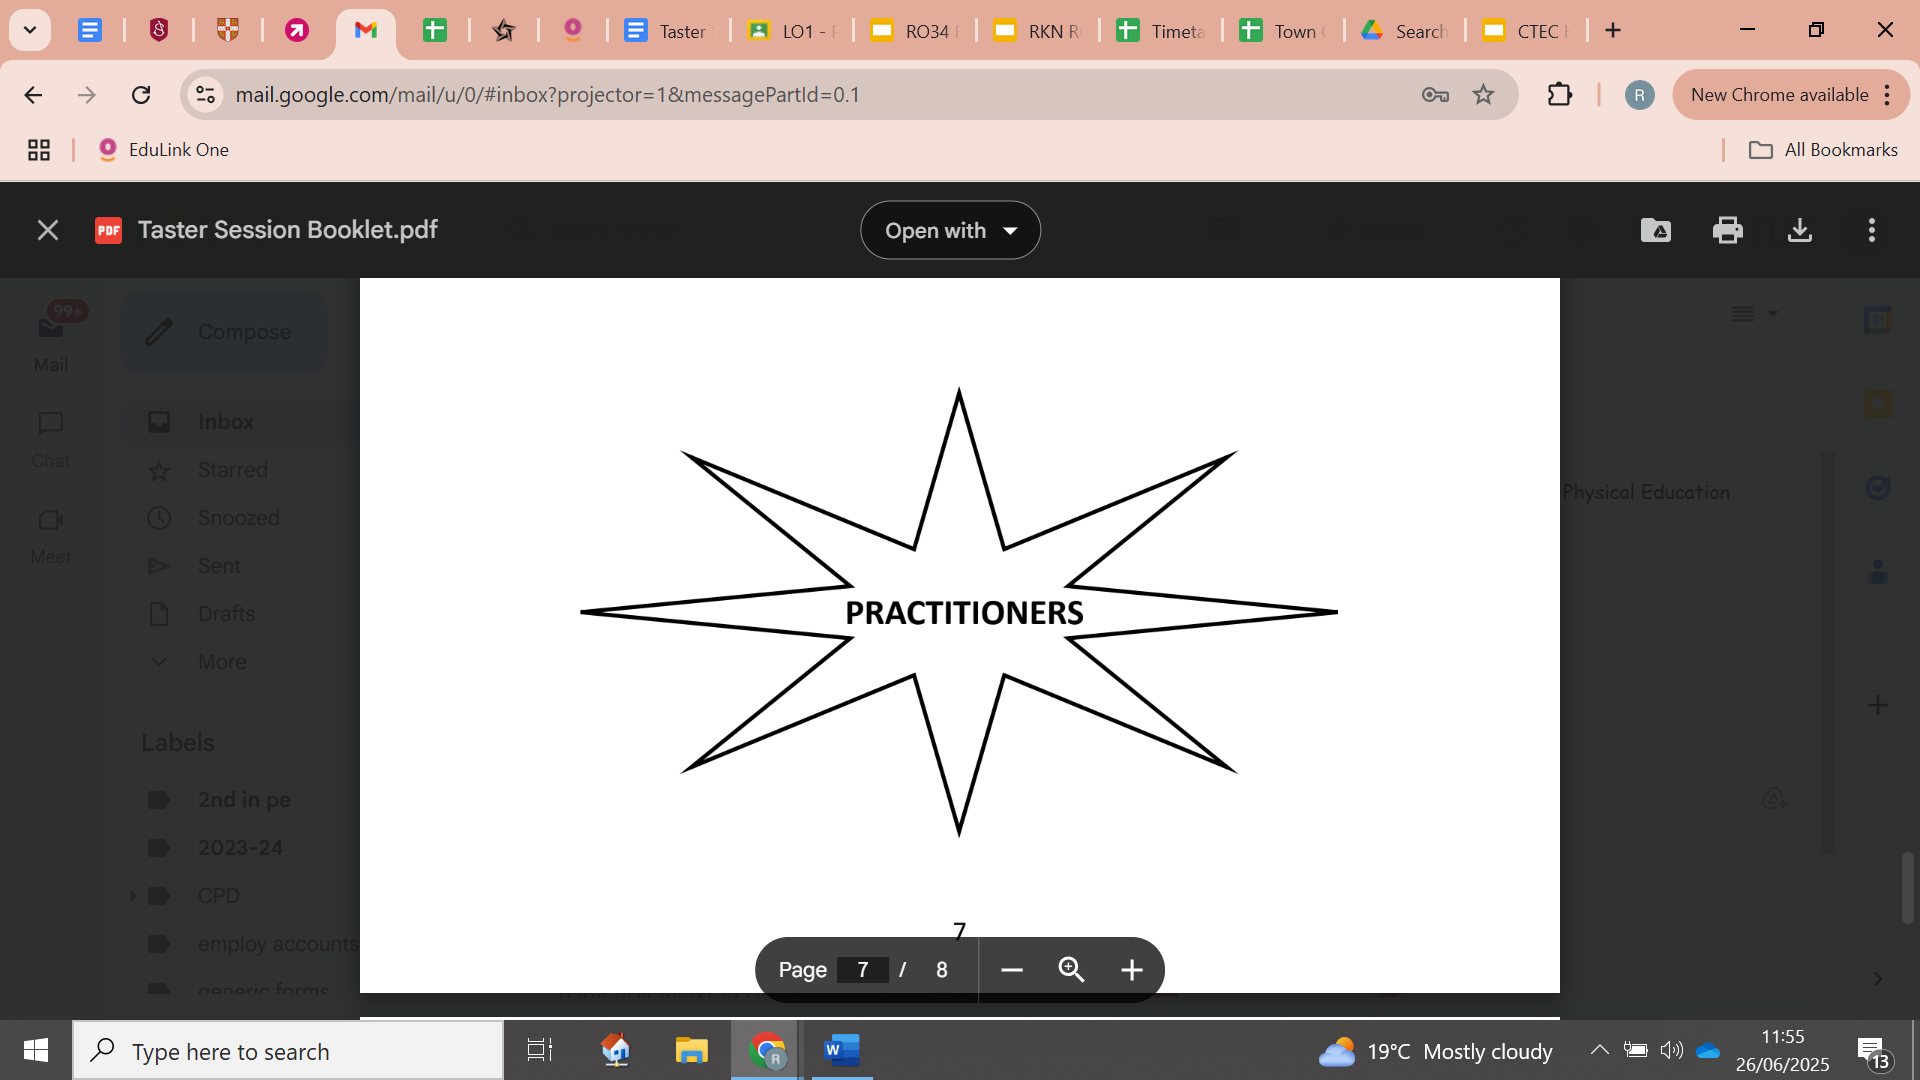 Taster
LO1 -
RO34
RKN R
Timeta
Town
Search
CTEC
mail.google.com/mail/u/0/#inbox?projector=1&messagePartId=0.1
R
New Chrome available
EduLink One
All Bookmarks
PDF
Taster Session Booklet.pdf
Open with
99+
Mail
Chat
Meet
Compose
Inbox
Starred
Snoozed
Sent
Drafts
More
Labels
2nd in pe
2023-24
CPD
employ accounts
generic forms
Physical Education
31
PRACTITIONERS
7
Page 7 / 8
Type here to search
R
W
19°C Mostly cloudy
11:55
26/06/2025
13